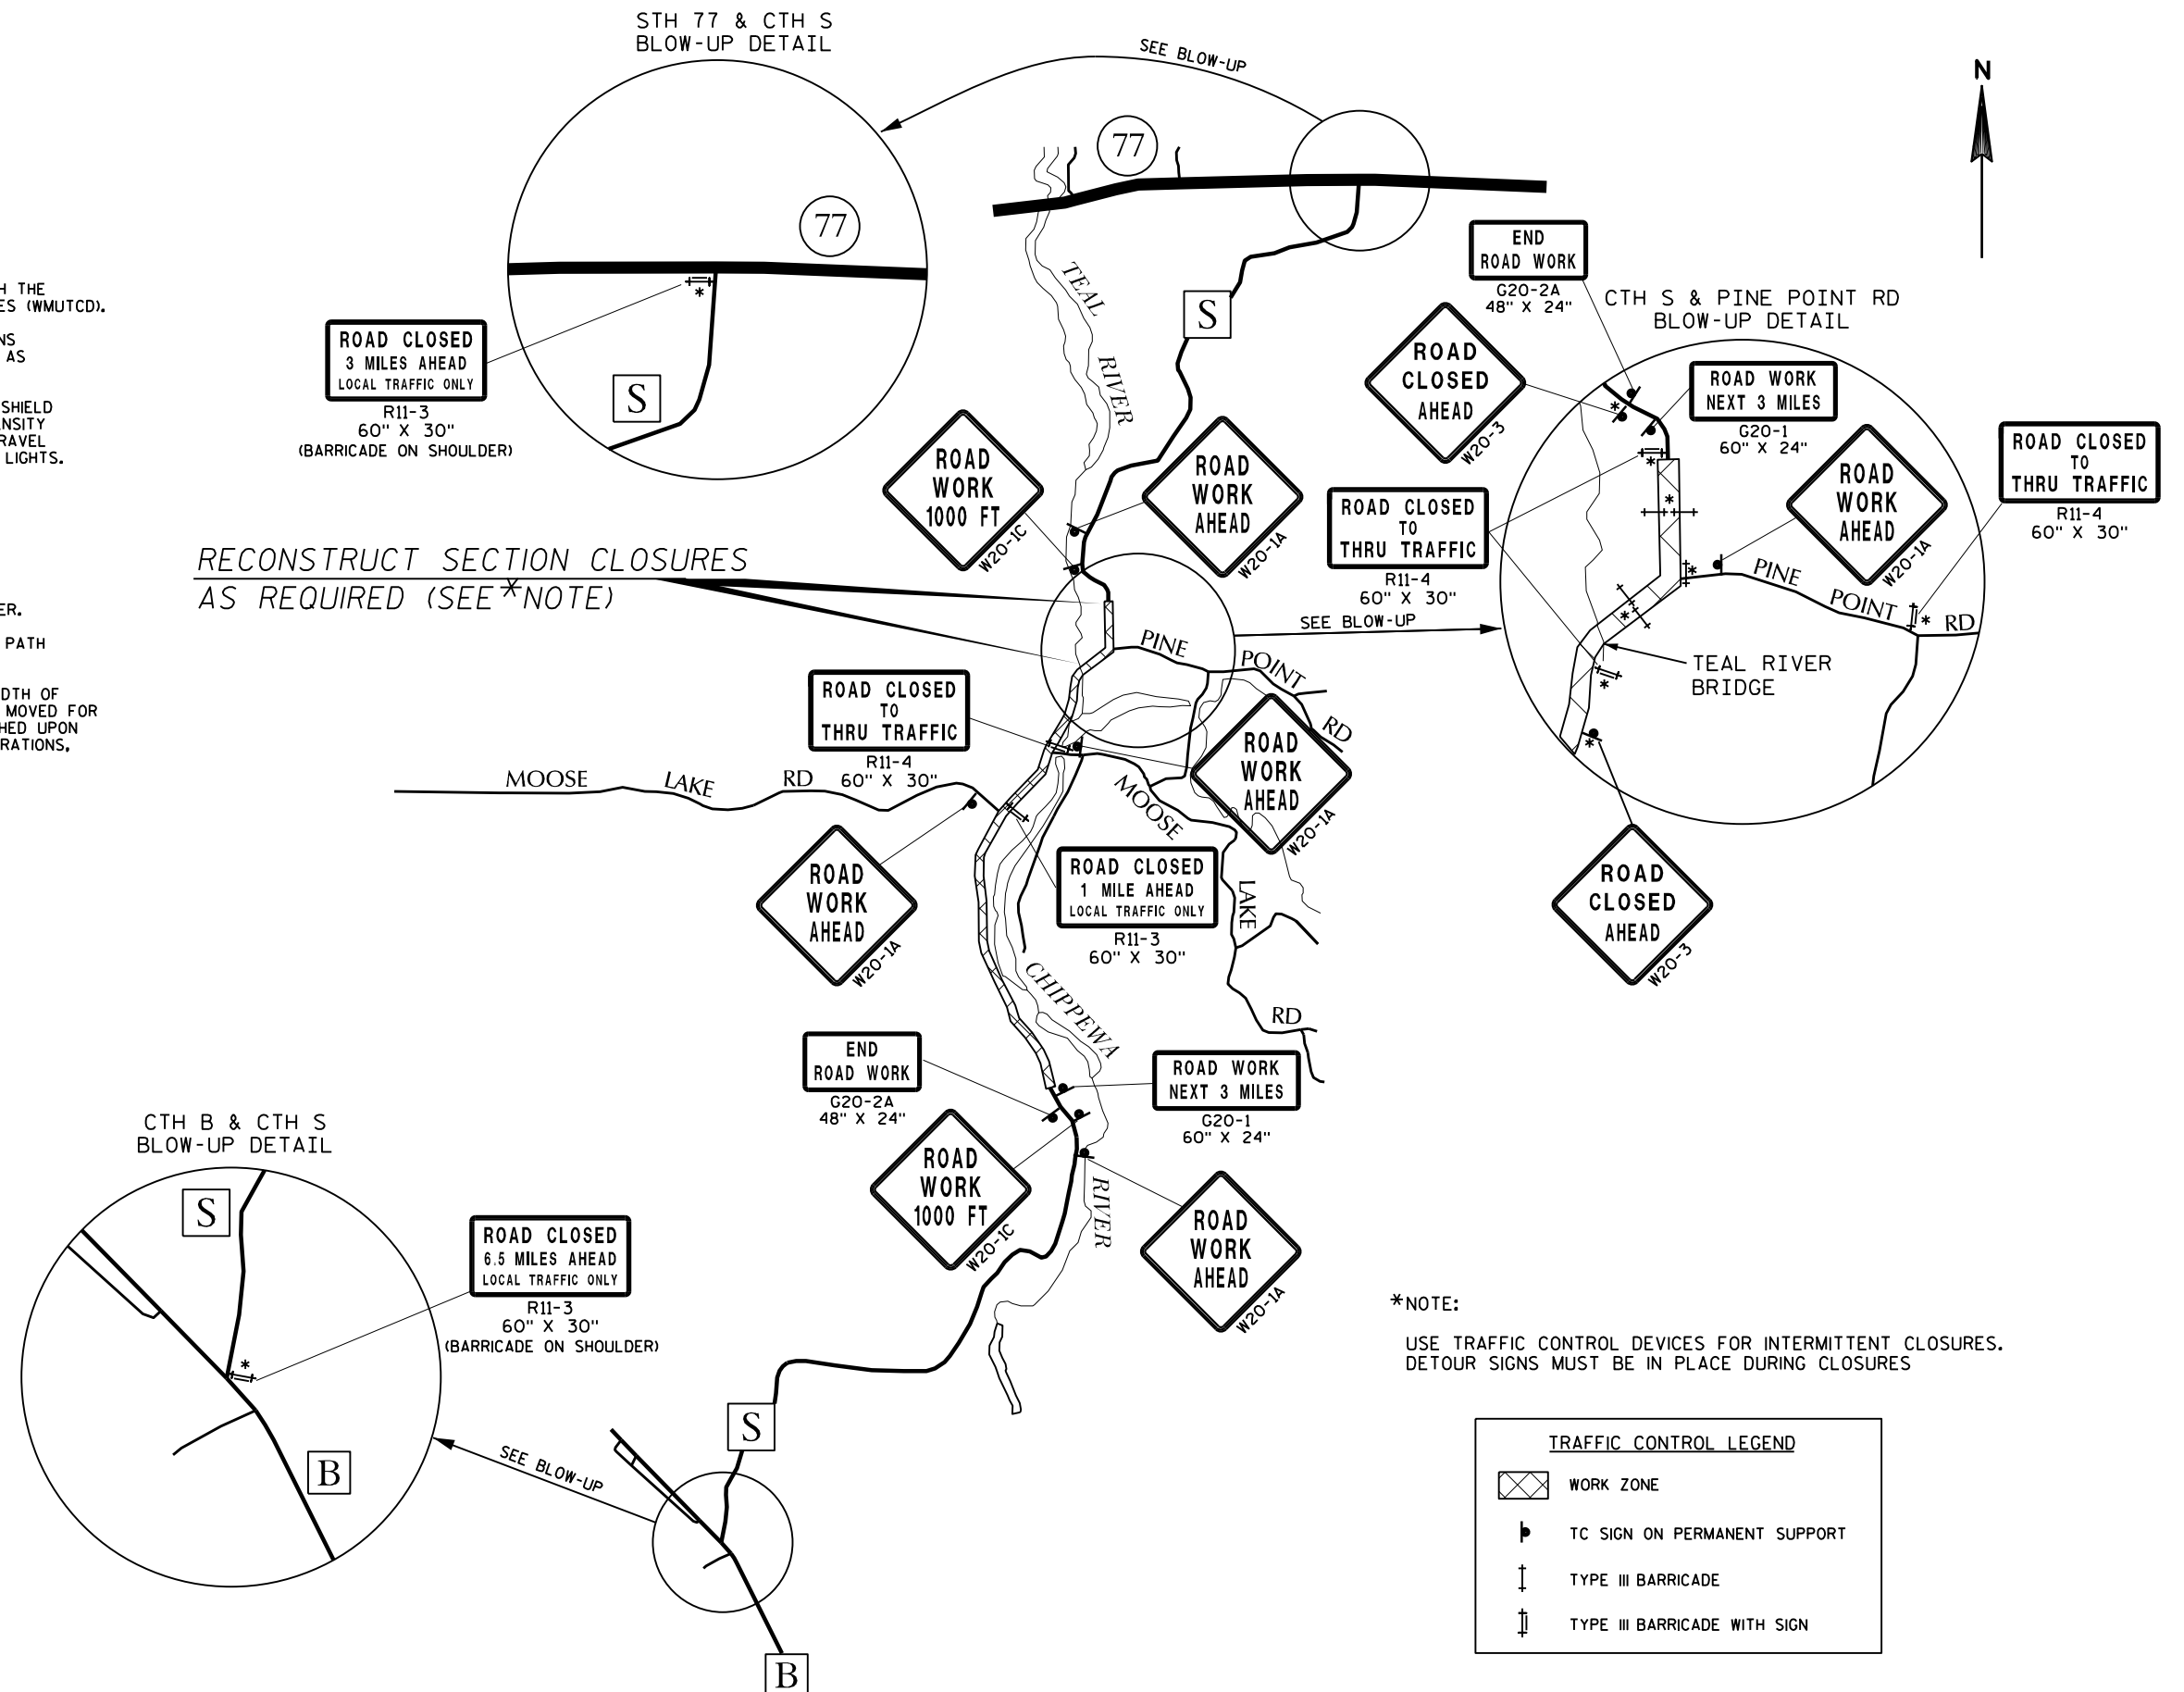 STH 77 & CTH S
BLOW-UP DETAIL
SEE BLOW-UP
N
77
77
S
ROAD CLOSED
3 MILES AHEAD
LOCAL TRAFFIC ONLY
R11-3
60" X 30"
(BARRICADE ON SHOULDER)
H THE
ES (WMUTCD).
NS
AS
SHIELD
NSITY
RAVEL
LIGHTS.
ER.
PATH
DTH OF
MOVED FOR
HED UPON
RATIONS,
TEAL
RIVER
S
END
ROAD WORK
G20-2A
48" X 24"
CTH S & PINE POINT RD
BLOW-UP DETAIL
ROAD
CLOSED
AHEAD
W20-3
ROAD WORK
NEXT 3 MILES
G20-1
60" X 24"
ROAD CLOSED
TO
THRU TRAFFIC
R11-4
60" X 30"
ROAD
WORK
AHEAD
W20-1A
ROAD CLOSED
TO
THRU TRAFFIC
R11-4
60" X 30"
*
*
*
*
*
*
*
*
PINE
POINT
RD
TEAL RIVER
BRIDGE
ROAD
CLOSED
AHEAD
W20-3
ROAD
WORK
1000 FT
W20-1C
ROAD
WORK
AHEAD
W20-1A
RECONSTRUCT SECTION CLOSURES
AS REQUIRED (SEE *NOTE)
SEE BLOW-UP
PINE
POINT
RD
ROAD CLOSED
TO
THRU TRAFFIC
R11-4
60" X 30"
ROAD
WORK
AHEAD
W20-1A
MOOSE LAKE RD
MOOSE
LAKE
RD
ROAD
WORK
AHEAD
W20-1A
ROAD CLOSED
1 MILE AHEAD
LOCAL TRAFFIC ONLY
R11-3
60" X 30"
CHIPPEWA
RIVER
END
ROAD WORK
G20-2A
48" X 24"
ROAD WORK
NEXT 3 MILES
G20-1
60" X 24"
ROAD
WORK
1000 FT
W20-1C
ROAD
WORK
AHEAD
W20-1A
CTH B & CTH S
BLOW-UP DETAIL
S
ROAD CLOSED
6.5 MILES AHEAD
LOCAL TRAFFIC ONLY
R11-3
60" X 30"
(BARRICADE ON SHOULDER)
*
*
B
SEE BLOW-UP
S
B
*NOTE:
USE TRAFFIC CONTROL DEVICES FOR INTERMITTENT CLOSURES.
DETOUR SIGNS MUST BE IN PLACE DURING CLOSURES
TRAFFIC CONTROL LEGEND
WORK ZONE
TC SIGN ON PERMANENT SUPPORT
TYPE III BARRICADE
TYPE III BARRICADE WITH SIGN